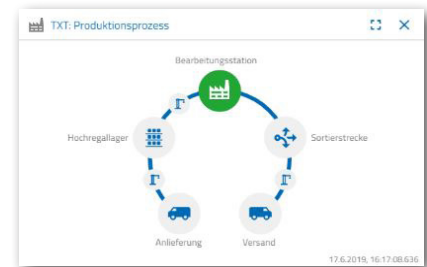 TXT: Produktionsprozess
Bearbeitungsstation
Hochregallager
Sortierstrecke
Anlieferung
Versand
17.6.2019, 16:17:08.636